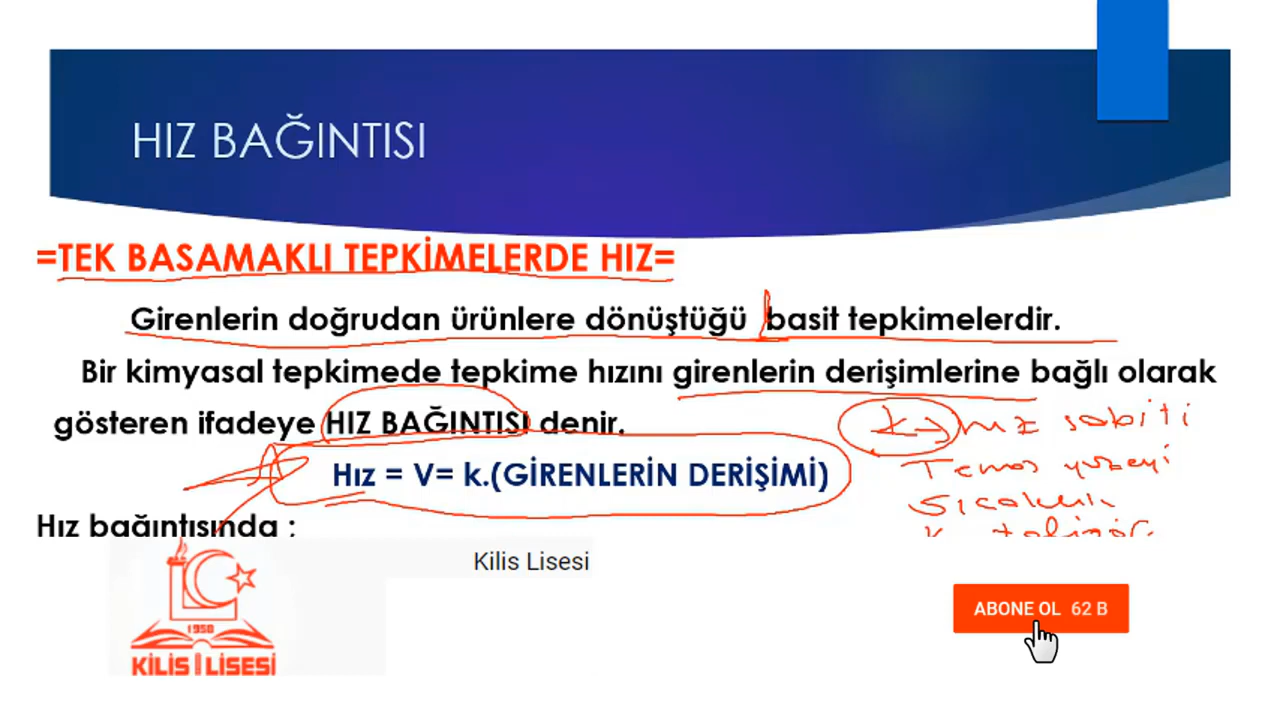 HIZ BAĞINTISI
=TEK BASAMAKLI TEPKİMELERDE HIZ=
Girenlerin doğrudan ürünlere dönüştüğü basit tepkimelerdir.
Bir kimyasal tepkimede tepkime hızını girenlerin derişimlerine bağlı olarak
gösteren ifadeye HIZ BAĞINTISI denir.
k→ hız sabiti
Hız = V= k.(GİRENLERİN DERİŞİMİ)
Temas yüzeyi
Sıcaklık
Hız bağıntısında :
Kilis Lisesi
1950
KİLİS LİSESİ
ABONE OL 62 B